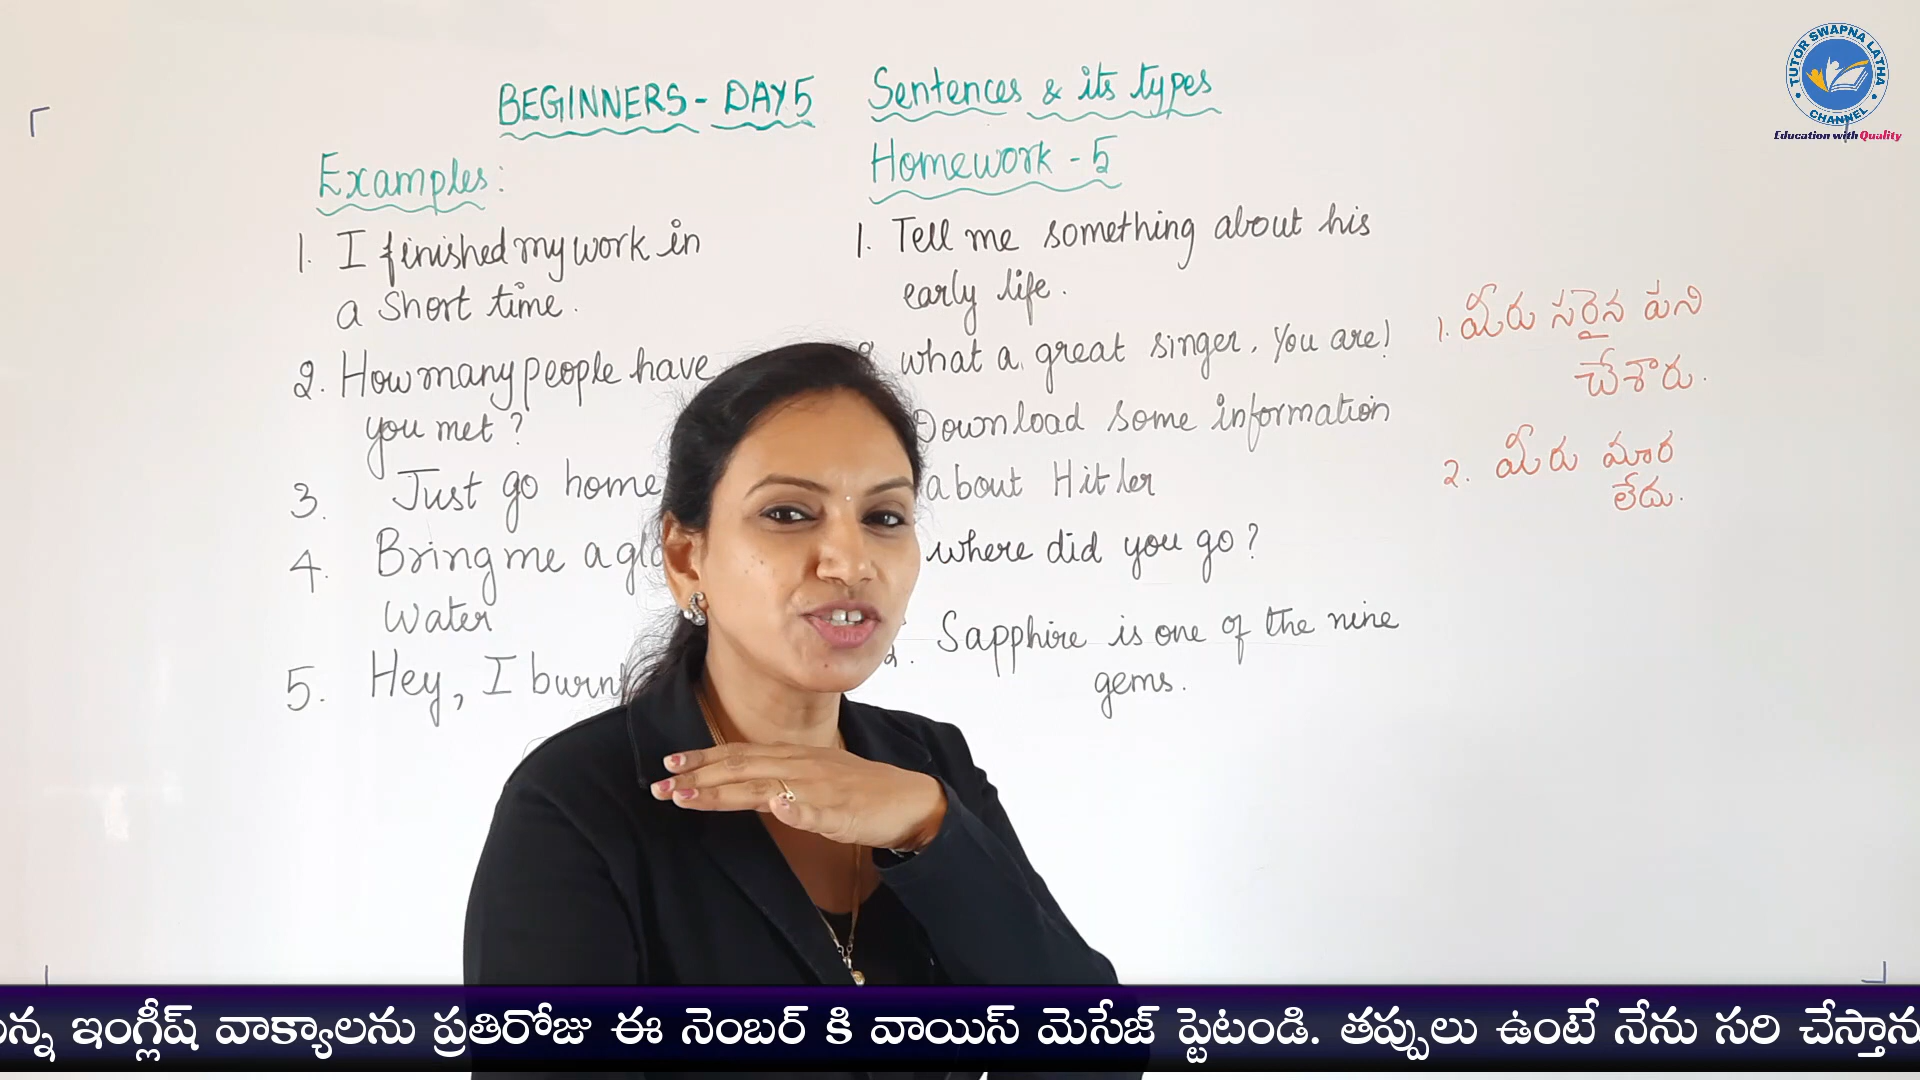 BEGINNERS - DAY 5 Sentences & its types
Examples:
1. I finished my work in
a short time.
2. How many people have
you met ?
3. Just go home
4. Bring me a
water
5. Hey, I burnt
Homework - 5
1. Tell me something about his
early life.
what a great singer, you are!
Download some information
about Hitler
where did you go?
Sapphire is one of the nine
gems.
1. మీరు సరైన పని
చేశారు.
2. మీరు మార
లేదు.
TUTOR SWAPNA LATHA
CHANNEL
Education with Quality
ఇంగ్లీష్ వాక్యాలను ప్రతిరోజు ఈ నెంబర్ కి వాయిస్ మెసేజ్ ప్టెటండి. తప్పులు ఉంటే నేను సరి చేస్తాను